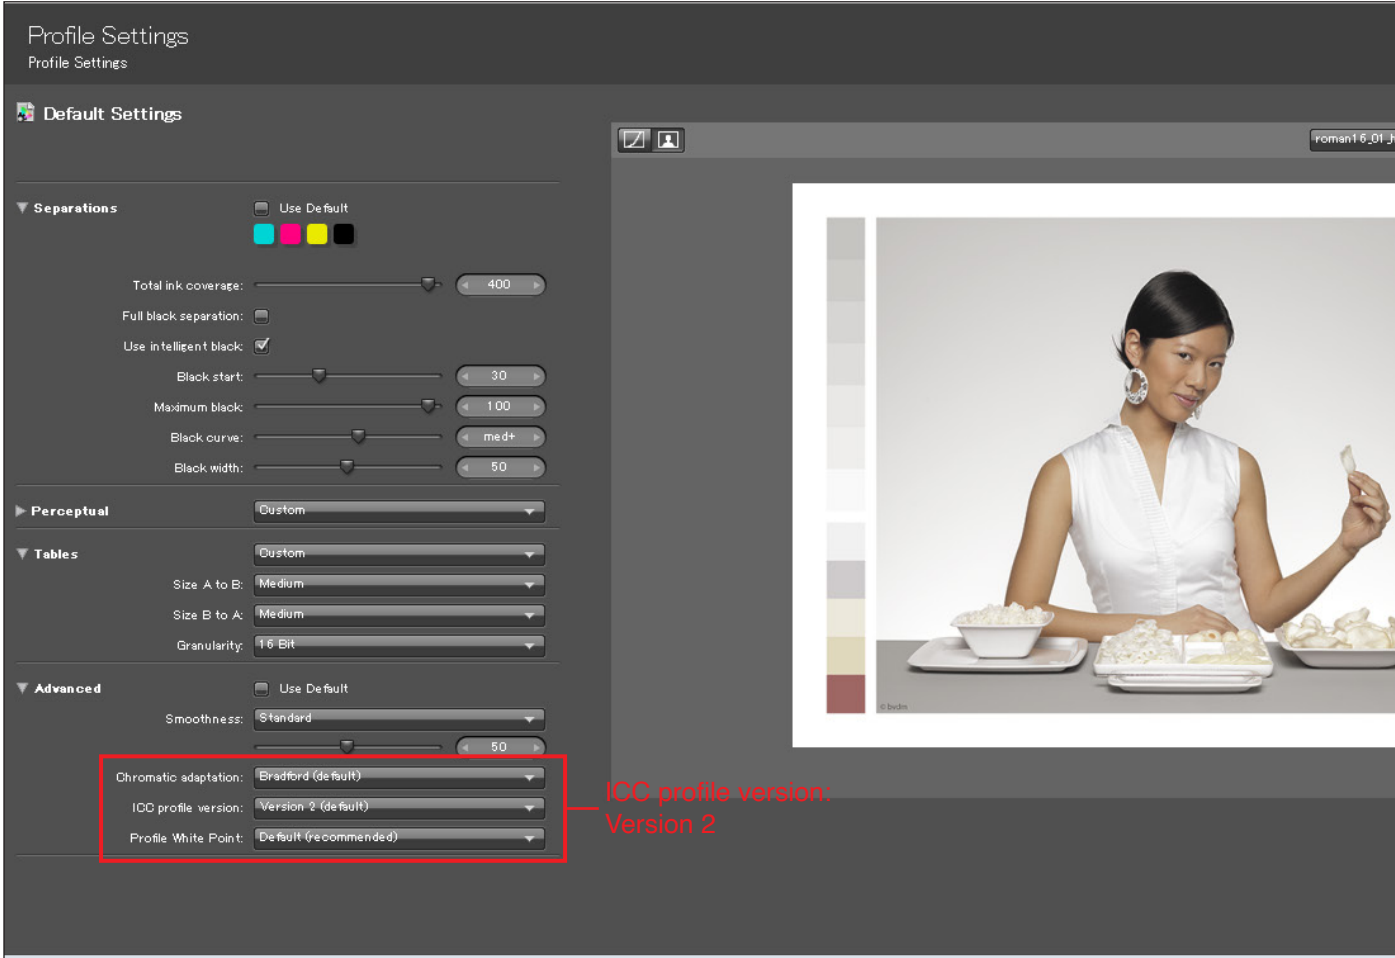 Profile Settings
Profile Settings
Default Settings
roman16_01_h
Separations
Use Default
Total ink coverage: 400
Full black separation:
Use intelligent black:
Black start: 30
Maximum black: 100
Black curve: med+
Black width: 50
Perceptual Custom
Tables Custom
Size A to B: Medium
Size B to A: Medium
Granularity: 16 Bit
Advanced Use Default
Smoothness: Standard
50
Chromatic adaptation: Bradford (default)
ICC profile version: Version 2 (default)
Profile White Point: Default (recommended)
ICC profile version:
Version 2
© bvdm